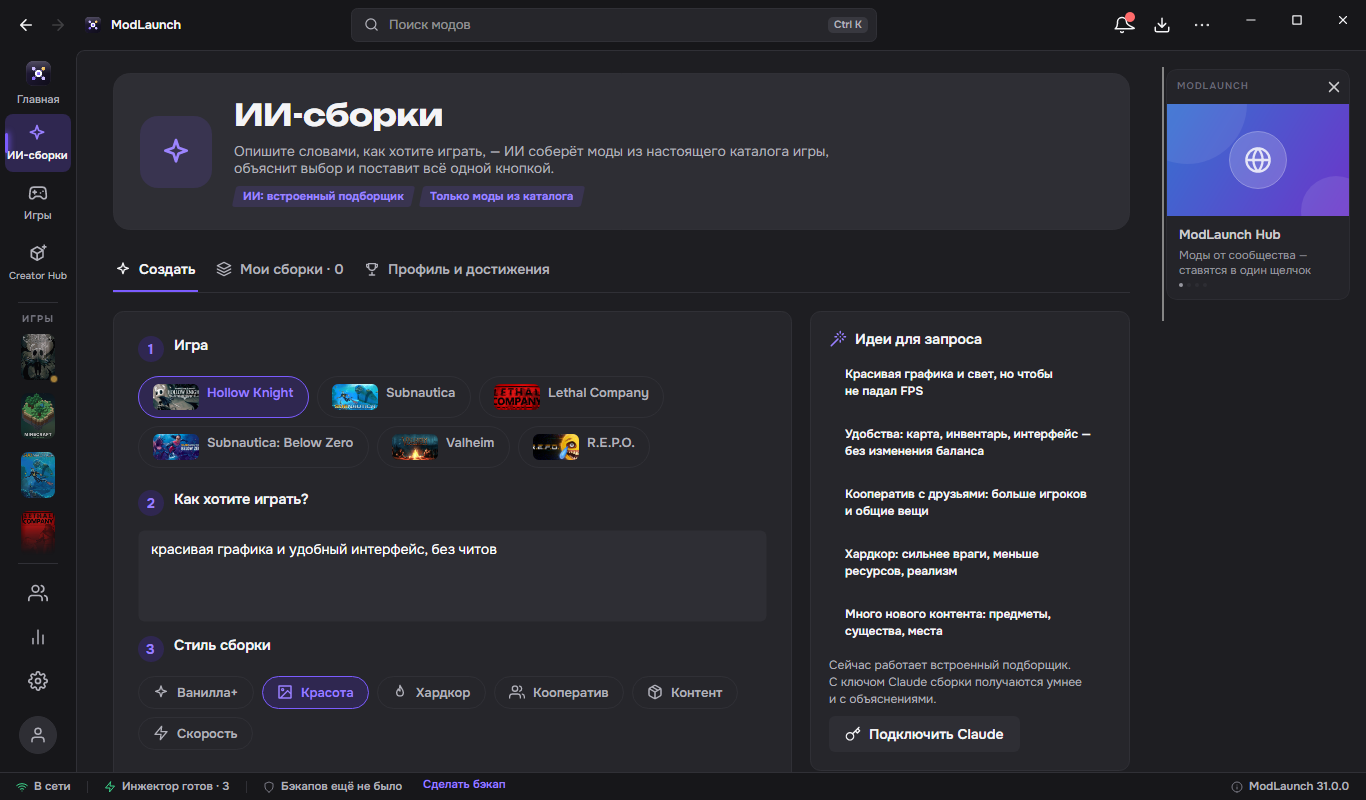 ModLaunch
Поиск модов
Ctrl K
Главная
ИИ-сборки
Игры
Creator Hub
ИГРЫ
MINECRAFT
LETHAL
COMPANY
ИИ-сборки
Опишите словами, как хотите играть, — ИИ соберёт моды из настоящего каталога игры,
объяснит выбор и поставит всё одной кнопкой.
ИИ: встроенный подборщик
Только моды из каталога
Создать
Мои сборки · 0
Профиль и достижения
1
Игра
Hollow Knight
Subnautica
LETHAL
COMPANY
Lethal Company
Subnautica: Below Zero
Valheim
R.E.P.O.
R.E.P.O.
2
Как хотите играть?
красивая графика и удобный интерфейс, без читов
3
Стиль сборки
Ванилла+
Красота
Хардкор
Кооператив
Контент
Скорость
Идеи для запроса
Красивая графика и свет, но чтобы
не падал FPS
Удобства: карта, инвентарь, интерфейс —
без изменения баланса
Кооператив с друзьями: больше игроков
и общие вещи
Хардкор: сильнее враги, меньше
ресурсов, реализм
Много нового контента: предметы,
существа, места
Сейчас работает встроенный подборщик.
С ключом Claude сборки получаются умнее
и с объяснениями.
Подключить Claude
MODLAUNCH
ModLaunch Hub
Моды от сообщества —
ставятся в один щелчок
В сети
Инжектор готов · 3
Бэкапов ещё не было
Сделать бэкап
ModLaunch 31.0.0